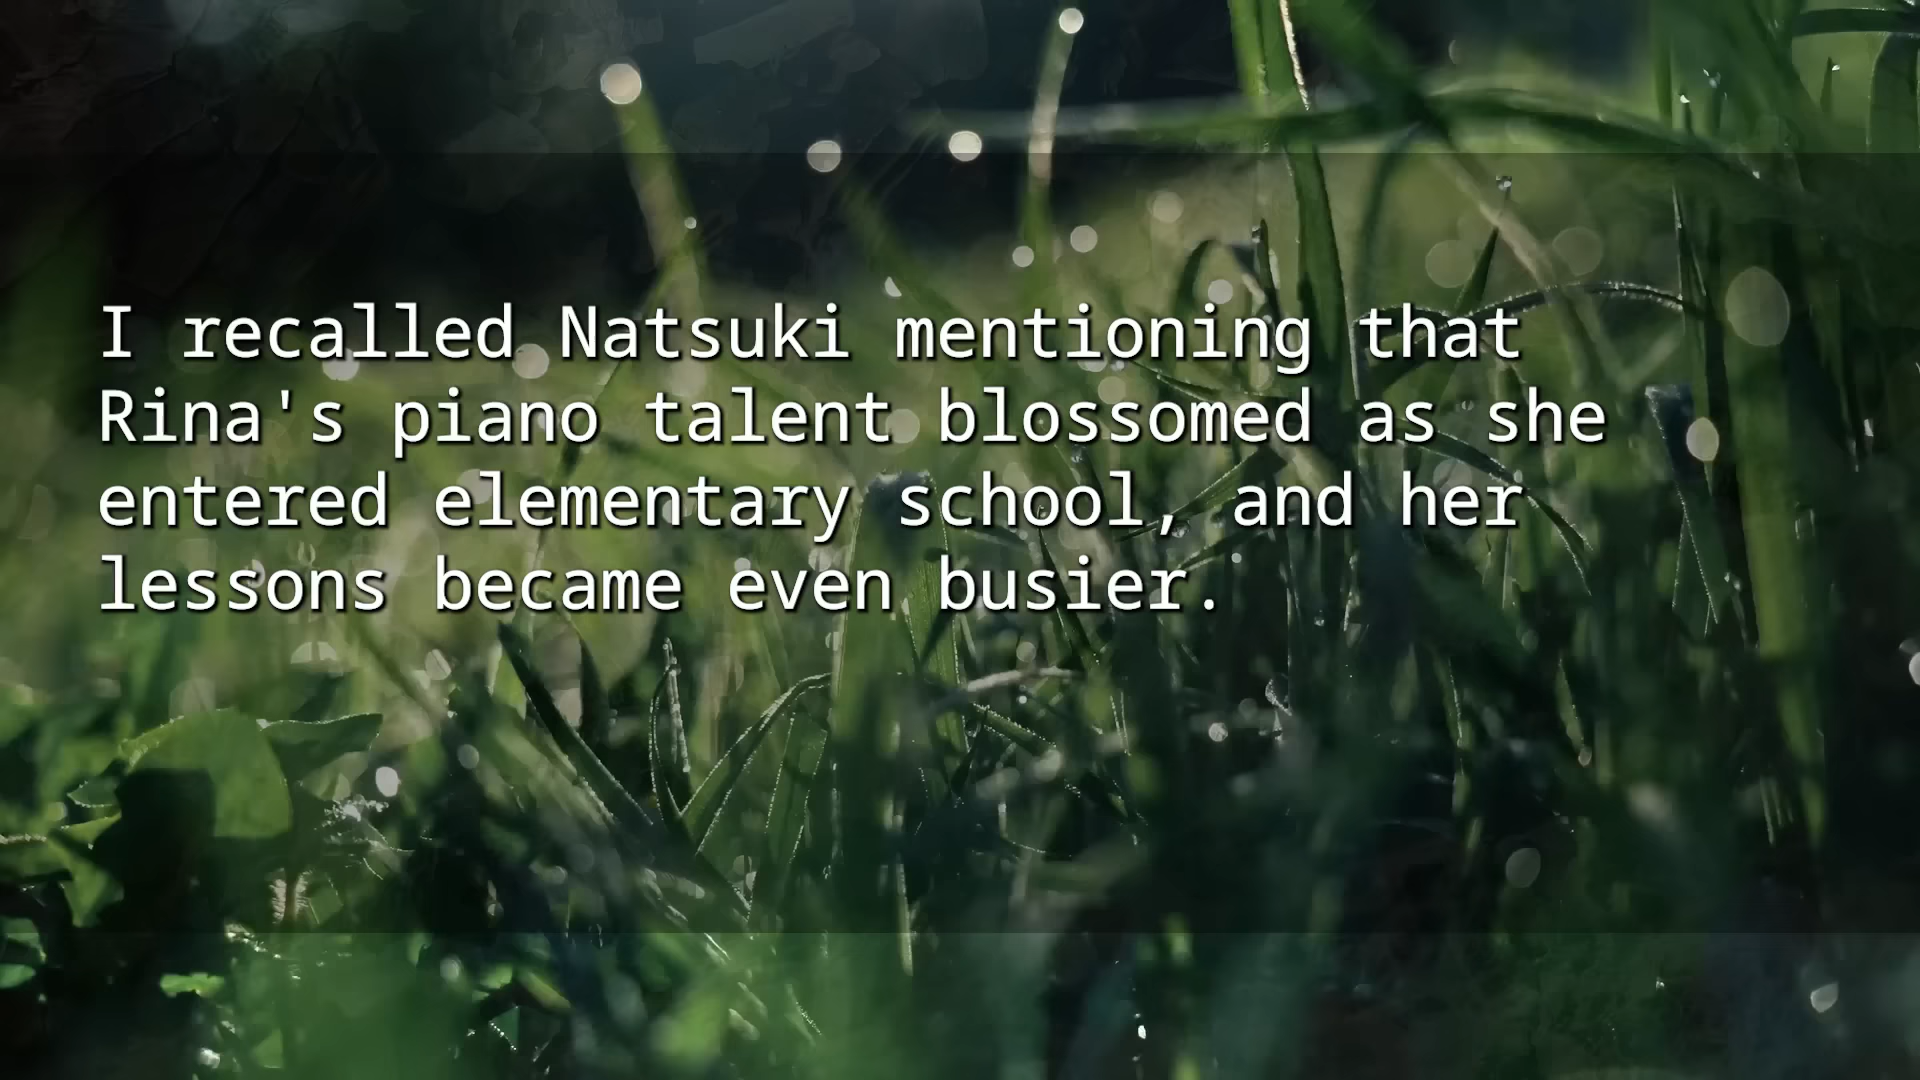 I recalled Natsuki mentioning that
Rina's piano talent blossomed as she
entered elementary school, and her
lessons became even busier.